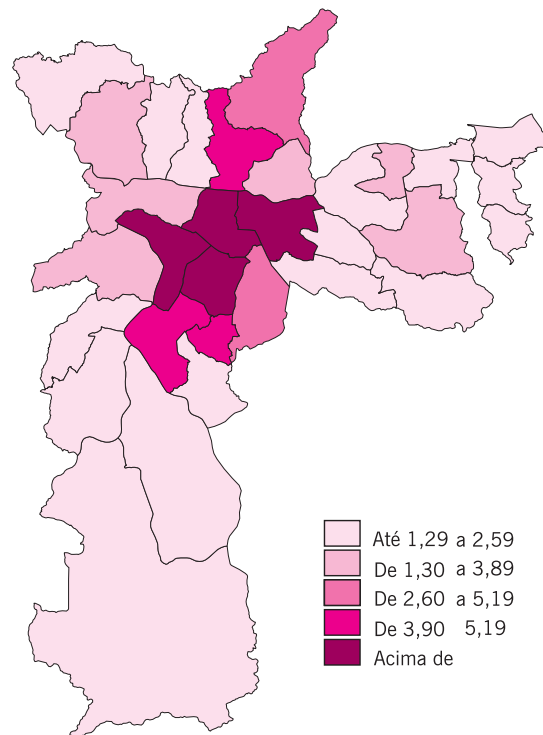 Até 1,29 a 2,59
De 1,30 a 3,89
De 2,60 a 5,19
De 3,90 5,19
Acima de